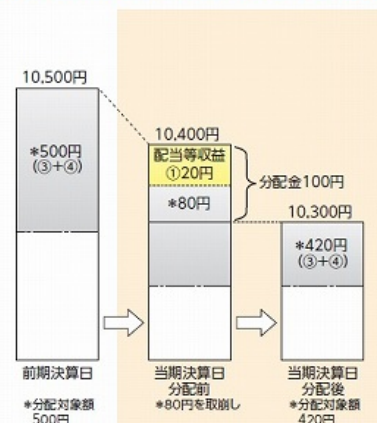 10,500円
*500円
(③+④)
10,400円
配当等収益
①20円
*80円
分配金100円
10,300円
*420円
(③+④)
前期決算日
当期決算日
分配前
当期決算日
分配後
*分配対象額
500円
*80円を取崩し
*分配対象額
420円